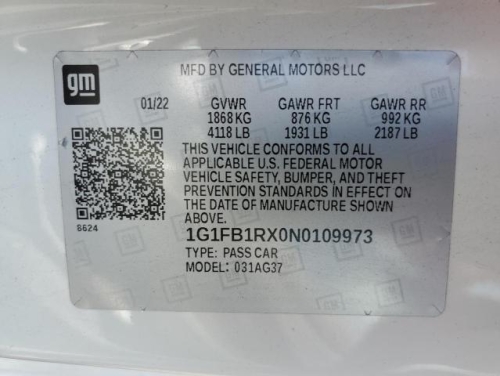 gm
MFD BY GENERAL MOTORS LLC
01/22 GVWR GAWR FRT GAWR RR
1868 KG 876 KG 992 KG
4118 LB 1931 LB 2187 LB
THIS VEHICLE CONFORMS TO ALL
APPLICABLE U.S. FEDERAL MOTOR
VEHICLE SAFETY, BUMPER, AND THEFT
PREVENTION STANDARDS IN EFFECT ON
THE DATE OF MANUFACTURE SHOWN
ABOVE.
8624
1G1FB1RX0N0109973
TYPE: PASS CAR
MODEL: 031AG37